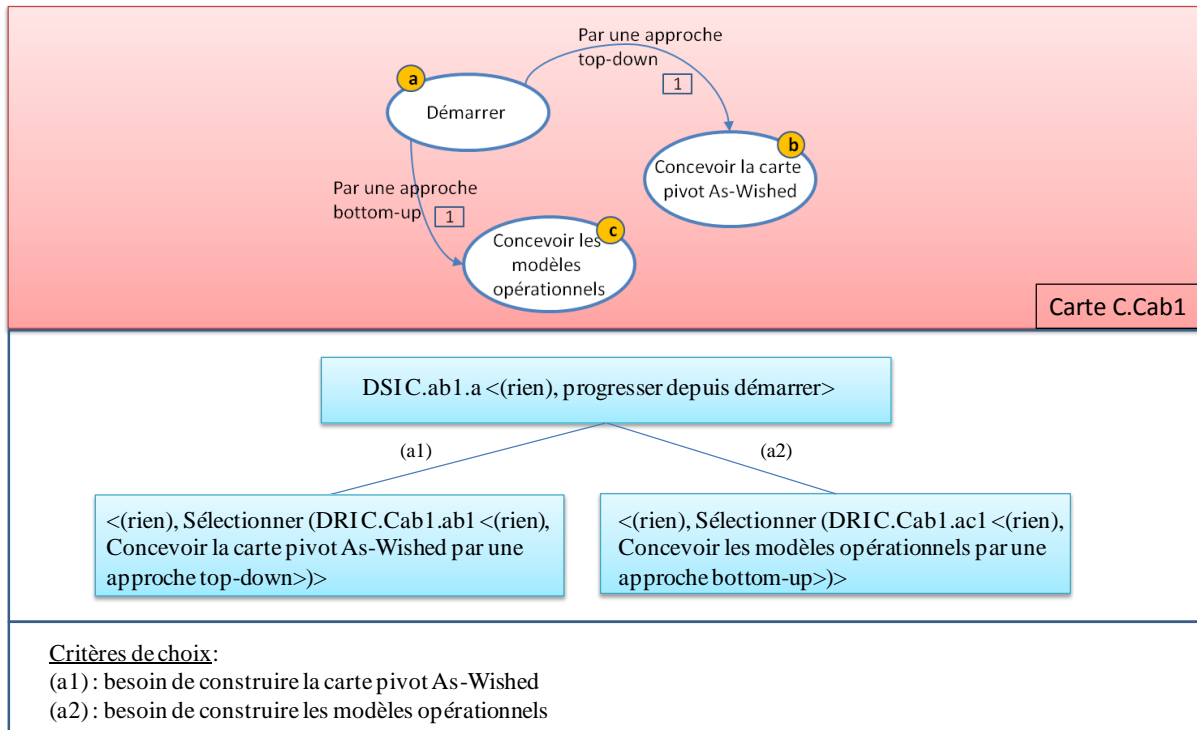 Par une approche
top-down
1
a
Démarrer
b
Concevoir la carte
pivot As-Wished
Par une approche
bottom-up
1
c
Concevoir les
modèles
opérationnels
Carte C.Cab1
DSIC.ab1.a <(rien), progresser depuis démarrer>
(a1)
(a2)
<(rien), Sélectionner (DRIC.Cab1.ab1 <(rien),
Concevoir la carte pivot As-Wished par une
approche top-down>)>
<(rien), Sélectionner (DRIC.Cab1.ac1 <(rien),
Concevoir les modèles opérationnels par une
approche bottom-up>)>
Critères de choix:
(a1) : besoin de construire la carte pivot As-Wished
(a2) : besoin de construire les modèles opérationnels